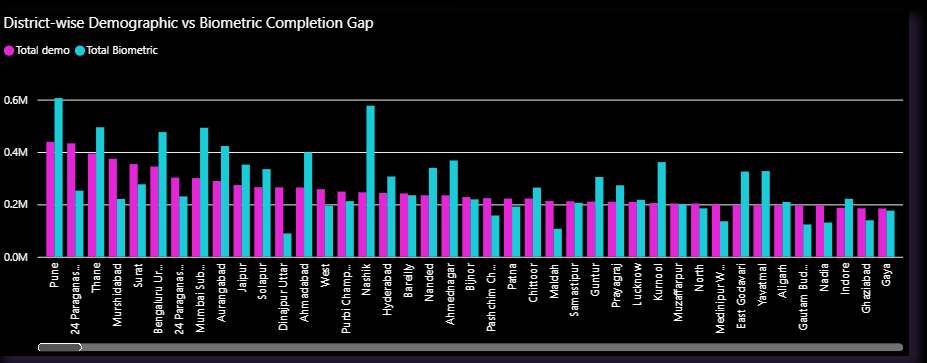 District-wise Demographic vs Biometric Completion Gap
Total demo Total Biometric
0.6M
0.4M
0.2M
0.0M
Pune
24 Paraganas...
Thane
Murshidabad
Surat
Bengaluru Ur...
24 Paraganas...
Mumbai Sub...
Aurangabad
Jaipur
Solapur
Dinajpur Uttar
Ahmadabad
West
Purbi Champ...
Nashik
Hyderabad
Bareilly
Nanded
Ahmednagar
Bijnor
Pashchim Ch...
Patna
Chittoor
Maldah
Samastipur
Guntur
Prayagraj
Lucknow
Kurnool
Muzaffarpur
North
Medinipur W...
East Godavari
Yavatmal
Aligarh
Gautam Bud...
Nadia
Indore
Ghaziabad
Gaya